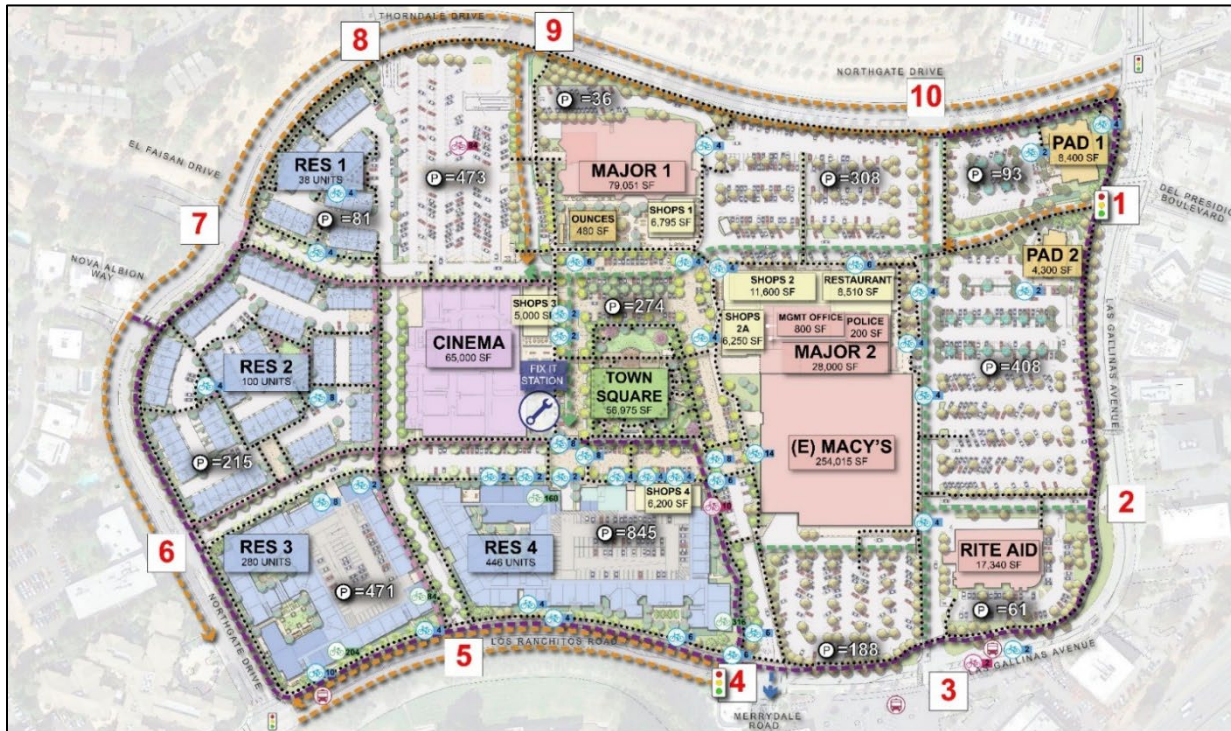 THORNDALE DRIVE
8
9
NORTHGATE DRIVE
10
EL FAISAN DRIVE
RES 1
38 UNITS
P =81
P =473
84
P =36
MAJOR 1
79,051 SF
OUNCES
480 SF
SHOPS 1
6,795 SF
P =308
P =93
PAD 1
8,400 SF
1
DEL PRESIDIO
BOULEVARD
PAD 2
4,300 SF
7
NOVA ALBION
WAY
CINEMA
65,000 SF
SHOPS 3
5,000 SF
P =274
SHOPS 2
11,600 SF
RESTAURANT
8,510 SF
SHOPS
2A
6,250 SF
MGMT OFFICE
800 SF
POLICE
200 SF
MAJOR 2
28,000 SF
P =408
LAS GALLINAS AVENUE
RES 2
100 UNITS
P =215
FIX IT
STATION
TOWN
SQUARE
56,975 SF
(E) MACY'S
254,015 SF
14
2
SHOPS 4
6,200 SF
160
6
RES 3
280 UNITS
P =471
RES 4
446 UNITS
P =845
RITE AID
17,340 SF
P =61
NORTHGATE DRIVE
204
5
LOS RANCHITOS ROAD
316
P =188
4
MERRYDALE
ROAD
3
LAS GALLINAS AVENUE